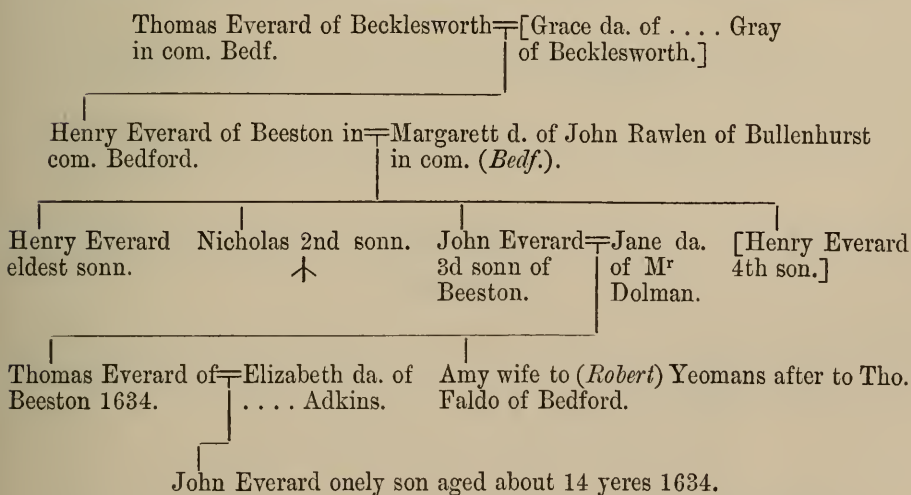 Thomas Everard of Becklesworth=[Grace da. of . . . . Gray
in com. Bedf. of Becklesworth.]
Henry Everard of Beeston in=Margarett d. of John Rawlen of Bullenhurst
com. Bedford. in com. (Bedf.).
Henry Everard
eldest sonn.
Nicholas 2nd sonn.
John Everard=Jane da.
3d sonn of of Mr
Beeston. Dolman.
[Henry Everard
4th son.]
Thomas Everard of=Elizabeth da. of
Beeston 1634. . . . . Adkins.
Amy wife to (Robert) Yeomans after to Tho.
Faldo of Bedford.
John Everard onely son aged about 14 yeres 1634.